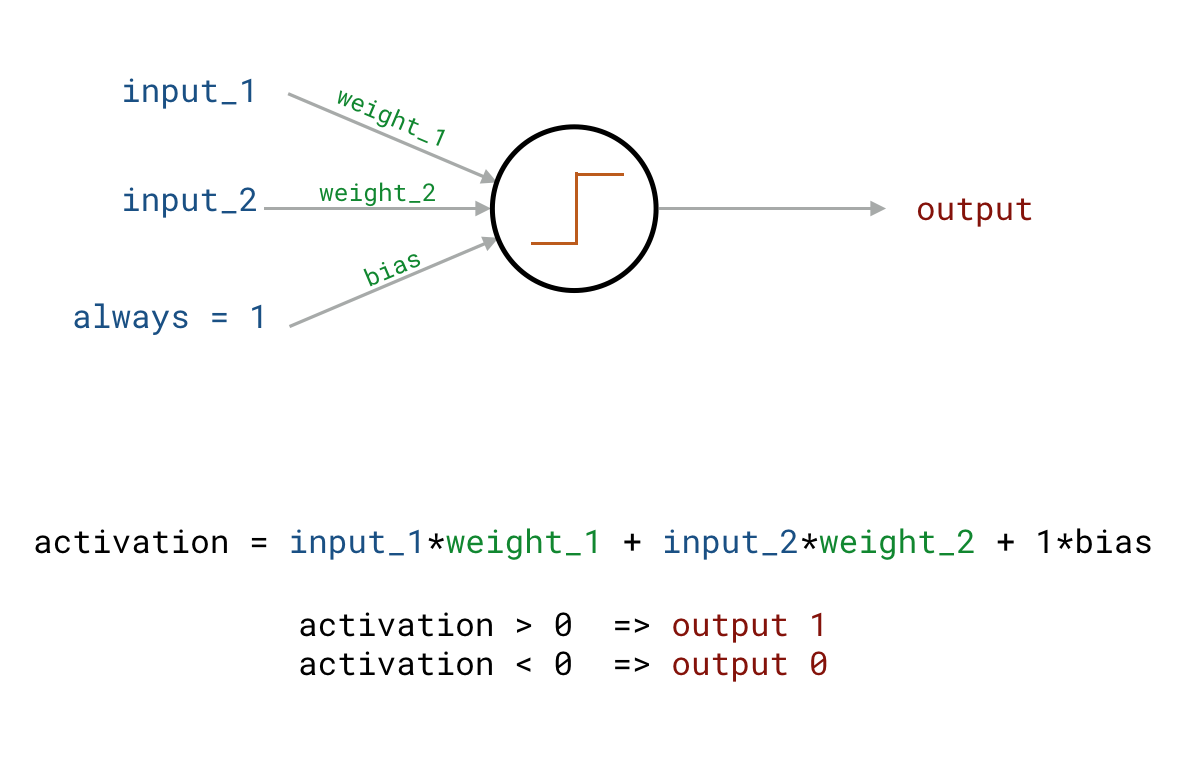 input_1
weight_1
input_2
weight_2
output
bias
always = 1
activation = input_1*weight_1 + input_2*weight_2 + 1*bias
activation > 0 => output 1
activation < 0 => output 0